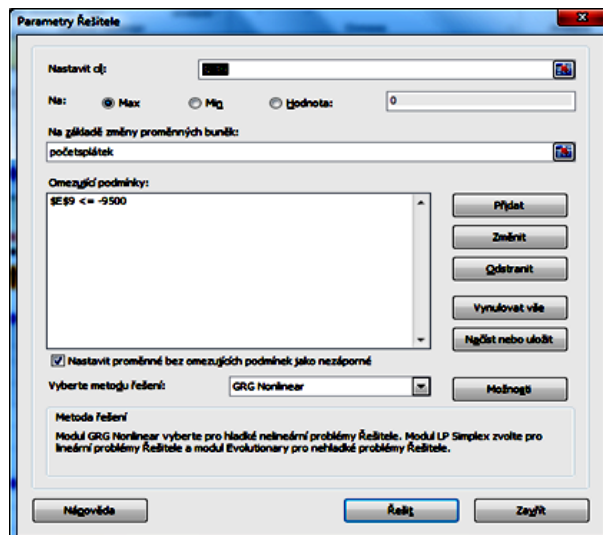 Parametry Řešitele
Nastavit cíl:
Na: Max Min Hodnota: 0
Na základě změny proměnných buněk:
početsplátek
Omezující podmínky:
$E$9 <= -9500
Přidat
Změnit
Odstranit
Vynulovat vše
Načíst nebo uložit
Nastavit proměnné bez omezujících podmínek jako nezáporné
Vyberte metodu řešení: GRG Nonlinear Možnosti
Metoda řešení
Modul GRG Nonlinear vyberte pro hladké nelineární problémy Řešitele. Modul LP Simplex zvolte pro
lineární problémy Řešitele a modul Evolutionary pro nehladké problémy Řešitele.
Nápověda Řešit Zavřít